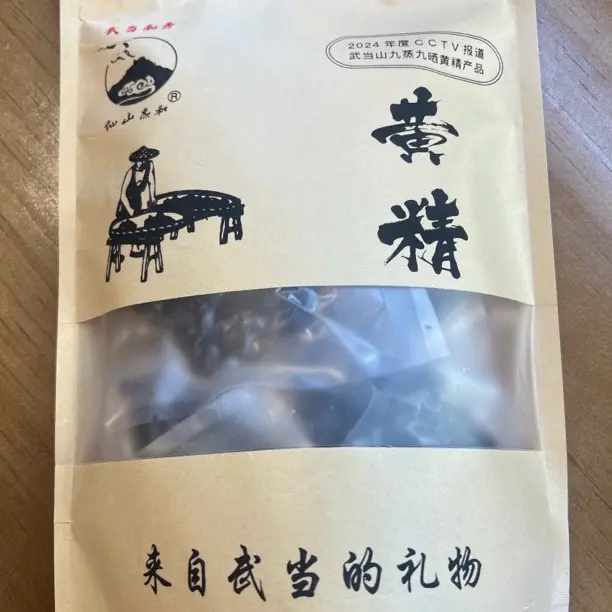 武当和方
仙山燕和®
2024年度CCTV报道
武当山九蒸九晒黄精产品
黄精
来自武当的礼物